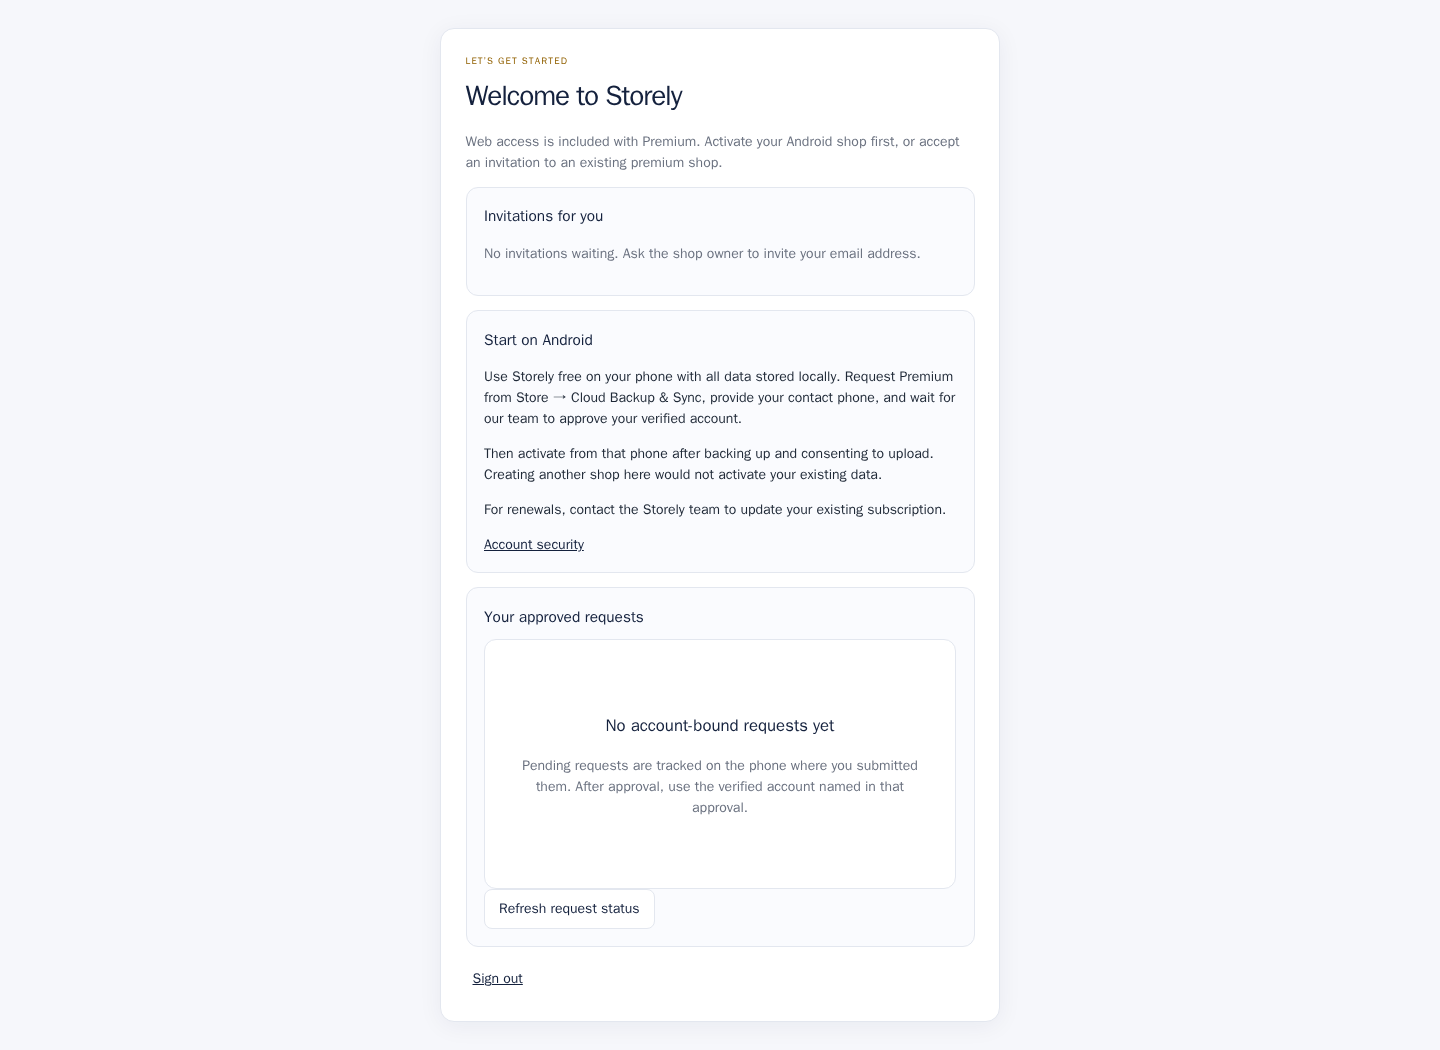 LET'S GET STARTED
Welcome to Storely
Web access is included with Premium. Activate your Android shop first, or accept
an invitation to an existing premium shop.
Invitations for you
No invitations waiting. Ask the shop owner to invite your email address.
Start on Android
Use Storely free on your phone with all data stored locally. Request Premium
from Store → Cloud Backup & Sync, provide your contact phone, and wait for
our team to approve your verified account.
Then activate from that phone after backing up and consenting to upload.
Creating another shop here would not activate your existing data.
For renewals, contact the Storely team to update your existing subscription.
Account security
Your approved requests
No account-bound requests yet
Pending requests are tracked on the phone where you submitted
them. After approval, use the verified account named in that
approval.
Refresh request status
Sign out